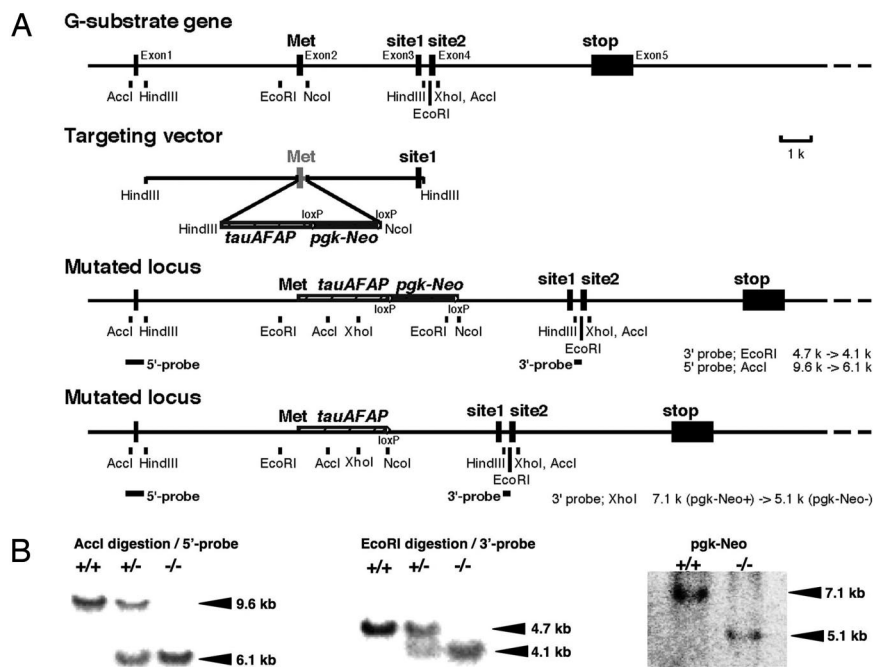 A
G-substrate gene
Met site1 site2 stop
Exon1 Exon2 Exon3 Exon4 Exon5
AccI HindIII EcoRI NcoI HindIII XhoI, AccI
EcoRI
1 k
Targeting vector
Met site1
HindIII HindIII
loxP loxP
HindIII NcoI
tauAFAP pgk-Neo
Mutated locus
Met tauAFAP pgk-Neo site1 site2 stop
loxP loxP
AccI HindIII EcoRI AccI XhoI EcoRI NcoI HindIII XhoI, AccI
EcoRI
5'-probe 3'-probe
3' probe; EcoRI 4.7 k -> 4.1 k
5' probe; AccI 9.6 k -> 6.1 k
Mutated locus
Met tauAFAP site1 site2 stop
loxP
AccI HindIII EcoRI AccI XhoI NcoI HindIII XhoI, AccI
EcoRI
5'-probe 3'-probe
3' probe; XhoI 7.1 k (pgk-Neo+) -> 5.1 k (pgk-Neo-)
B
AccI digestion / 5'-probe
+/+ +/- -/-
9.6 kb
6.1 kb
EcoRI digestion / 3'-probe
+/+ +/- -/-
4.7 kb
4.1 kb
pgk-Neo
+/+ -/-
7.1 kb
5.1 kb